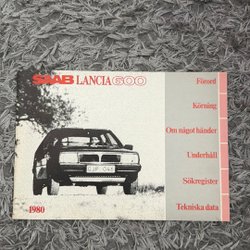 SAAB LANCIA 600
Förord
Körning
Om något händer
Underhåll
Sökregister
Tekniska data
1980